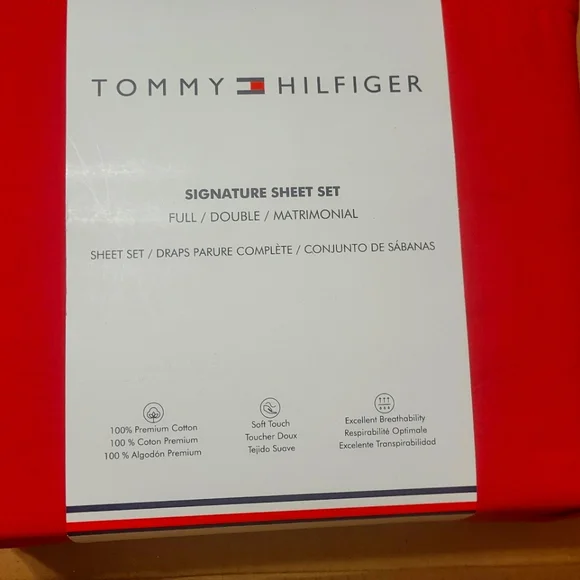 TOMMY HILFIGER
SIGNATURE SHEET SET
FULL / DOUBLE / MATRIMONIAL
SHEET SET / DRAPS PARURE COMPLÈTE / CONJUNTO DE SÁBANAS
100% Premium Cotton
100 % Coton Premium
100 % Algodón Premium
Soft Touch
Toucher Doux
Tejido Suave
Excellent Breathability
Respirabilité Optimale
Excelente Transpirabilidad